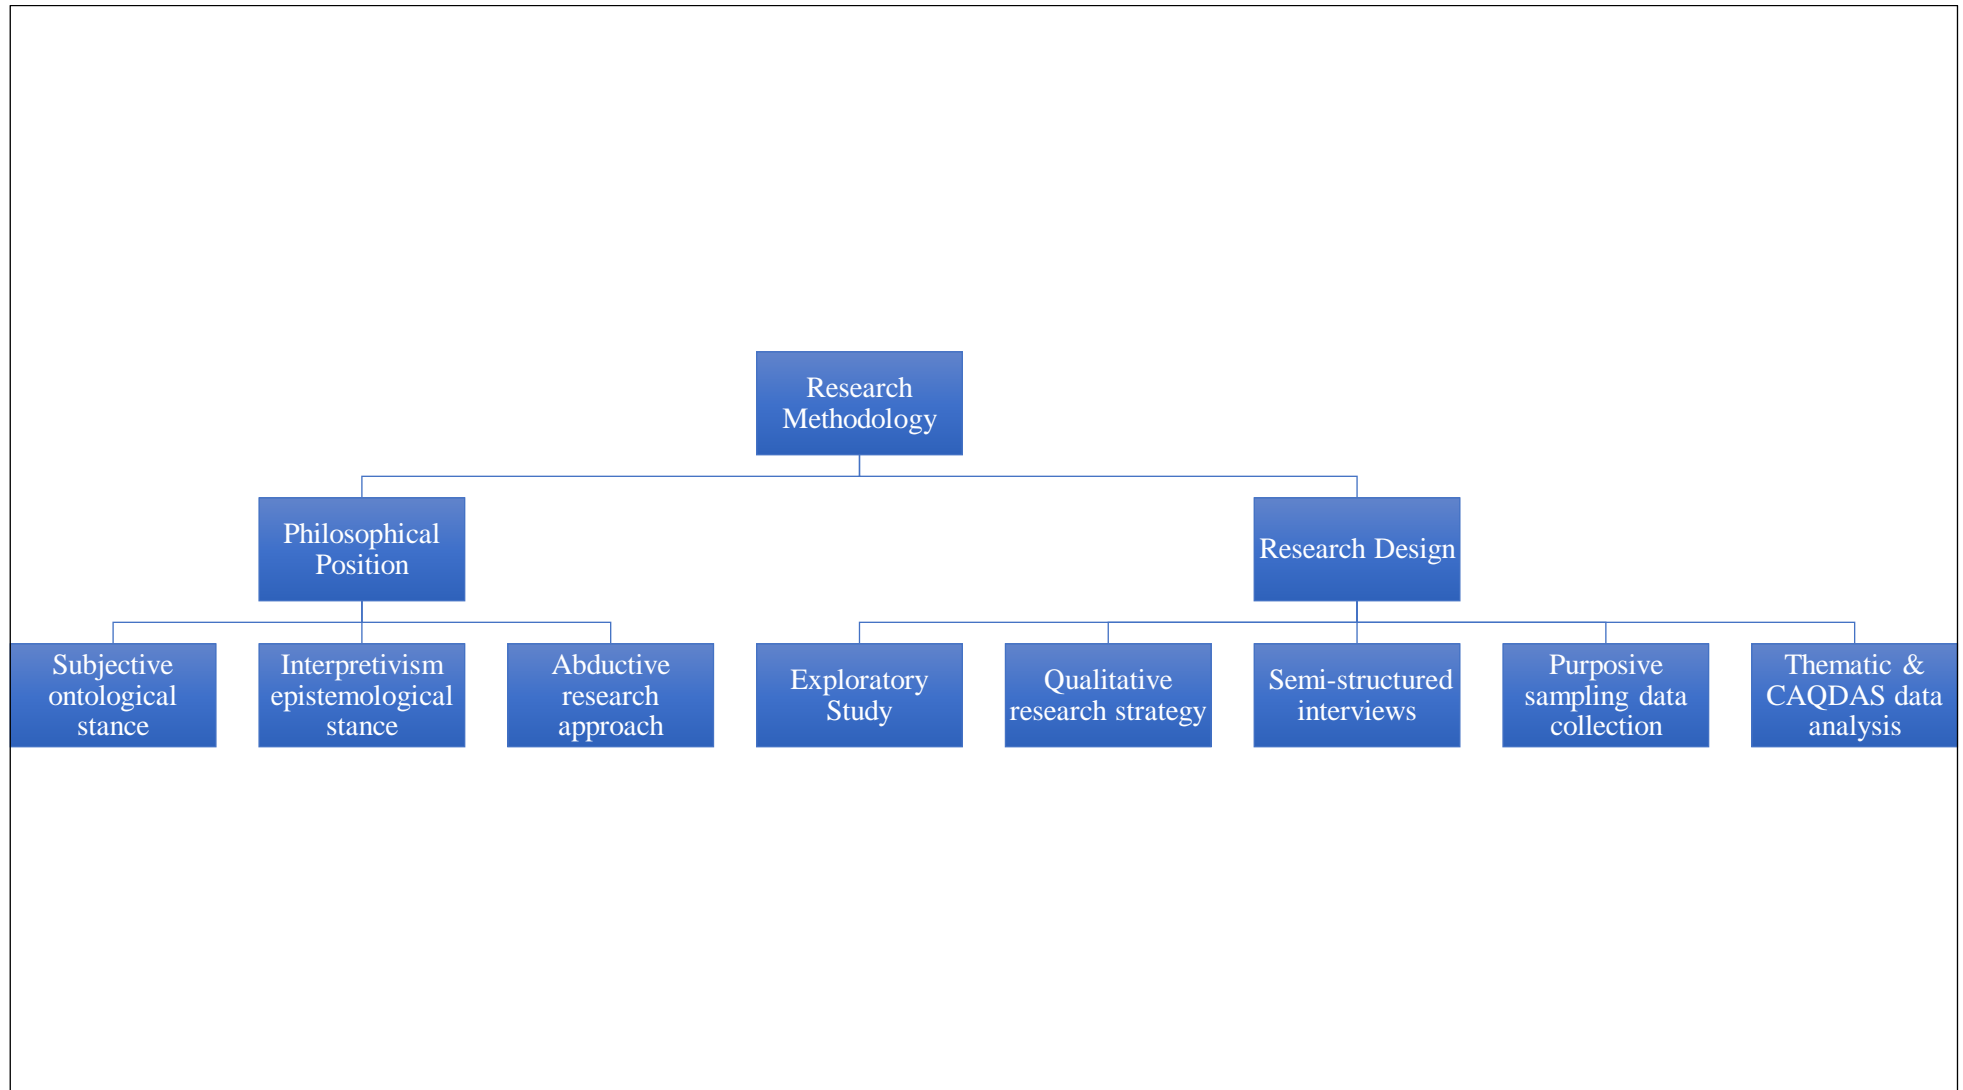 Research
Methodology
Philosophical
Position
Research Design
Subjective
ontological
stance
Interpretivism
epistemological
stance
Abductive
research
approach
Exploratory
Study
Qualitative
research strategy
Semi-structured
interviews
Purposive
sampling data
collection
Thematic &
CAQDAS data
analysis